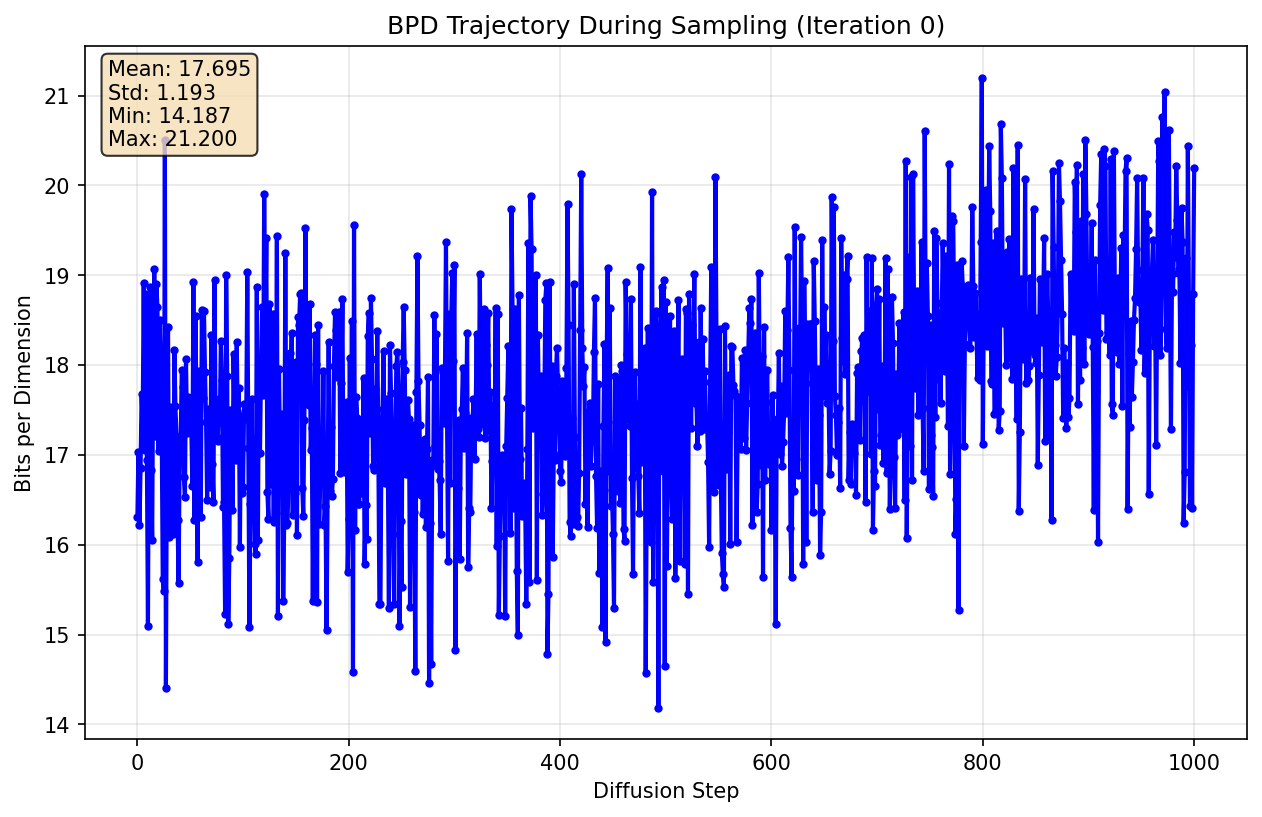 BPD Trajectory During Sampling (Iteration 0)
Mean: 17.695
Std: 1.193
Min: 14.187
Max: 21.200
21
20
19
18
17
16
15
14
Bits per Dimension
0 200 400 600 800 1000
Diffusion Step